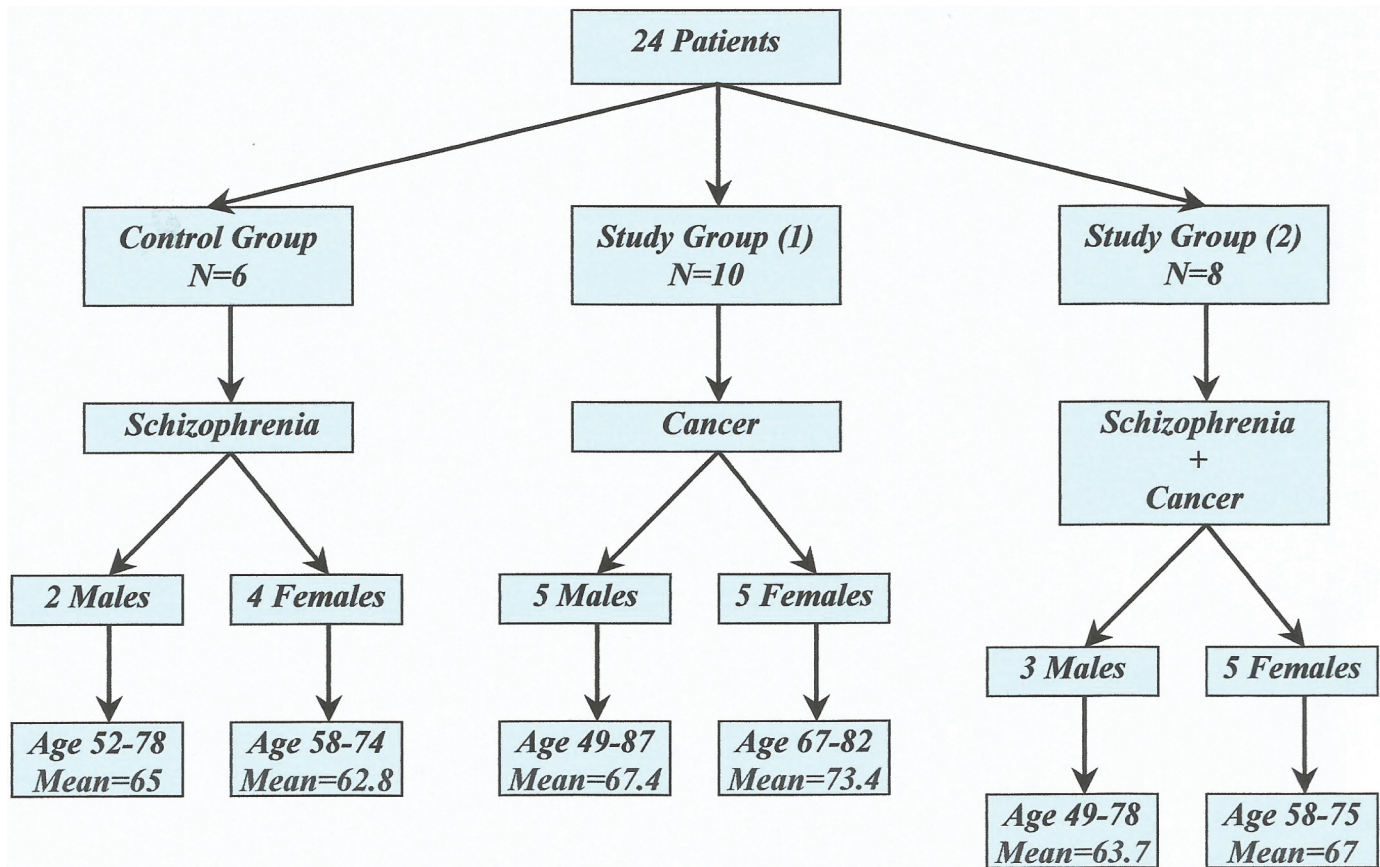 24 Patients
Control Group
N=6
Study Group (1)
N=10
Study Group (2)
N=8
Schizophrenia
Cancer
Schizophrenia
+
Cancer
2 Males
4 Females
5 Males
5 Females
3 Males
5 Females
Age 52-78
Mean=65
Age 58-74
Mean=62.8
Age 49-87
Mean=67.4
Age 67-82
Mean=73.4
Age 49-78
Mean=63.7
Age 58-75
Mean=67